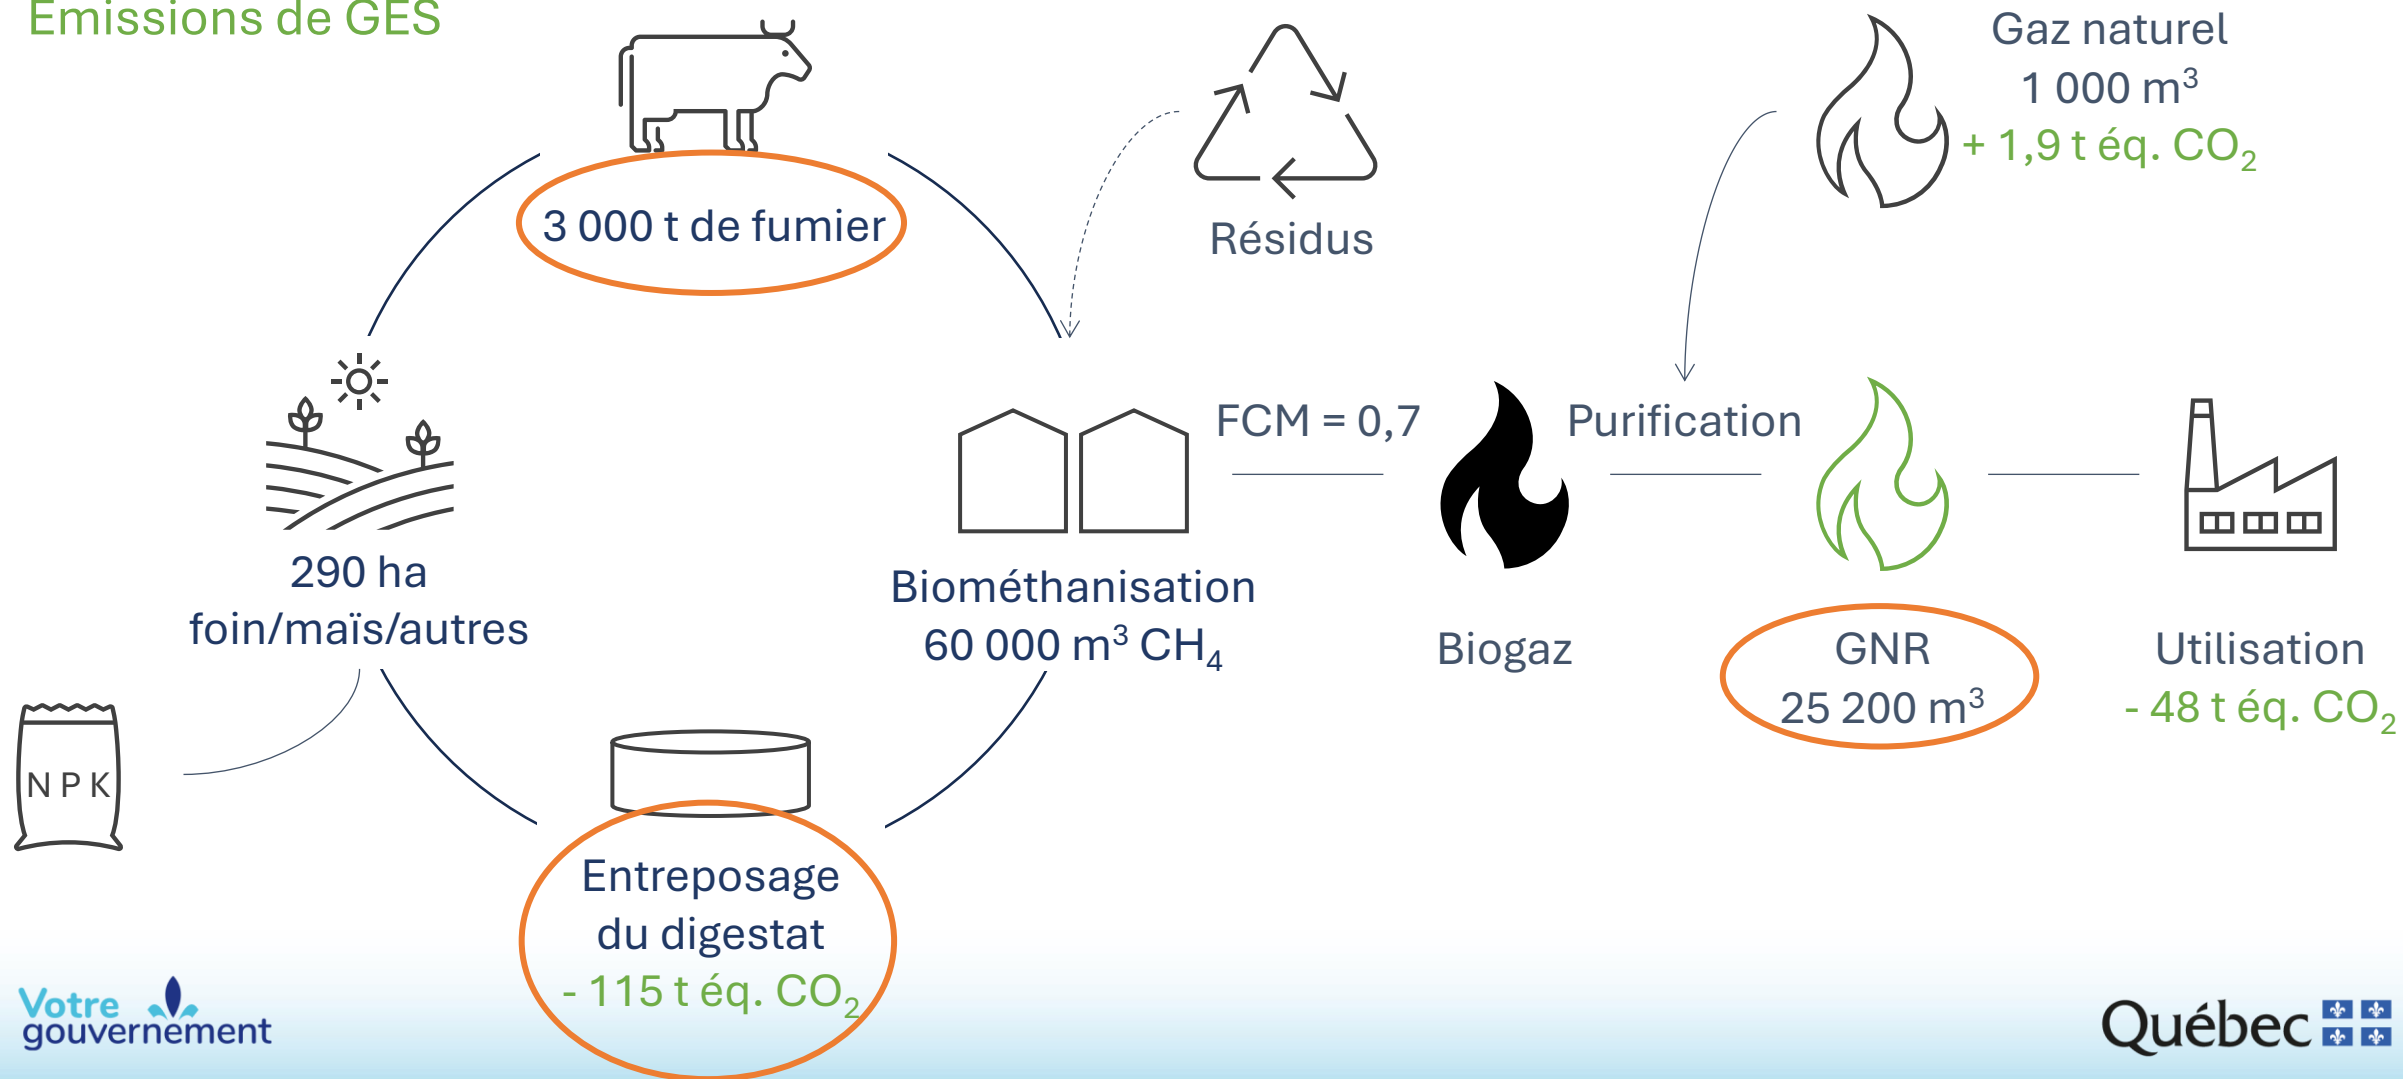 Émissions de GES
3 000 t de fumier
Résidus
Gaz naturel
1 000 m³
+ 1,9 t éq. CO₂
290 ha
foin/maïs/autres
Biométhanisation
60 000 m³ CH₄
FCM = 0,7
Biogaz
Purification
GNR
25 200 m³
Utilisation
- 48 t éq. CO₂
N P K
Entreposage
du digestat
- 115 t éq. CO₂
Votre
gouvernement
Québec